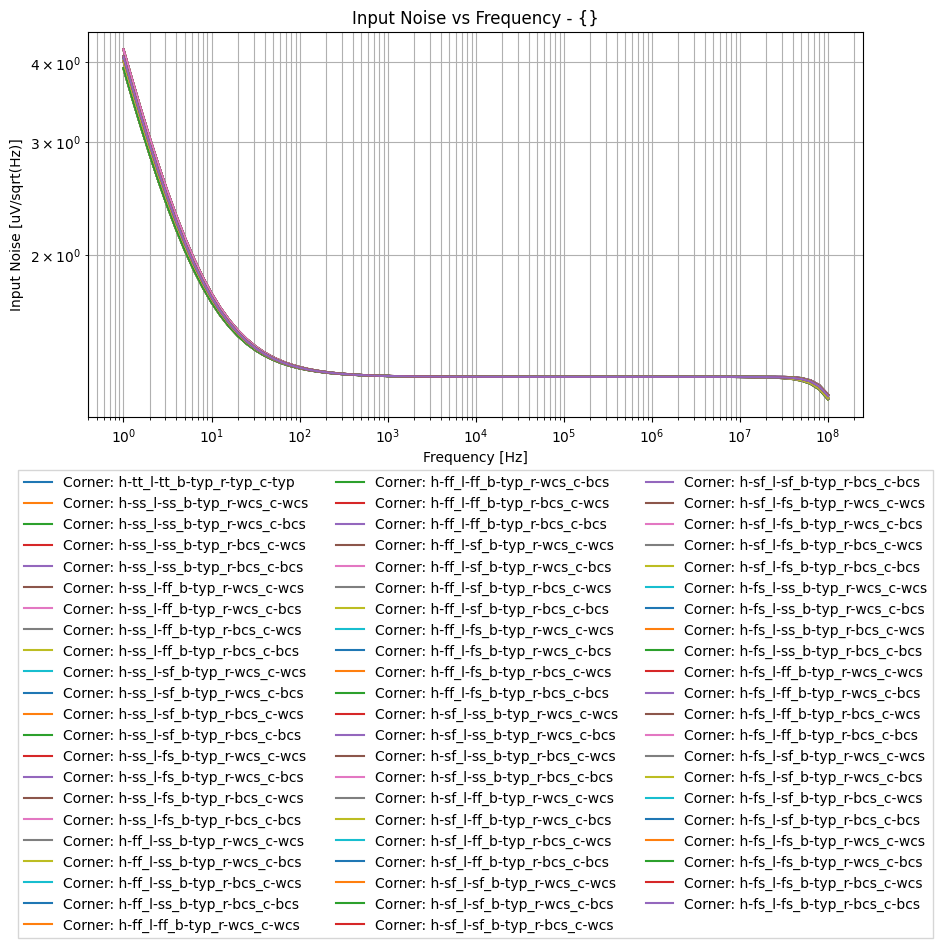 Input Noise vs Frequency - {}
4 × 10⁰
3 × 10⁰
2 × 10⁰
Input Noise [uV/sqrt(Hz)]
10⁰ 10¹ 10² 10³ 10⁴ 10⁵ 10⁶ 10⁷ 10⁸
Frequency [Hz]
Corner: h-tt_l-tt_b-typ_r-typ_c-typ
Corner: h-ss_l-ss_b-typ_r-wcs_c-wcs
Corner: h-ss_l-ss_b-typ_r-wcs_c-bcs
Corner: h-ss_l-ss_b-typ_r-bcs_c-wcs
Corner: h-ss_l-ss_b-typ_r-bcs_c-bcs
Corner: h-ss_l-ff_b-typ_r-wcs_c-wcs
Corner: h-ss_l-ff_b-typ_r-wcs_c-bcs
Corner: h-ss_l-ff_b-typ_r-bcs_c-wcs
Corner: h-ss_l-ff_b-typ_r-bcs_c-bcs
Corner: h-ss_l-sf_b-typ_r-wcs_c-wcs
Corner: h-ss_l-sf_b-typ_r-wcs_c-bcs
Corner: h-ss_l-sf_b-typ_r-bcs_c-wcs
Corner: h-ss_l-sf_b-typ_r-bcs_c-bcs
Corner: h-ss_l-fs_b-typ_r-wcs_c-wcs
Corner: h-ss_l-fs_b-typ_r-wcs_c-bcs
Corner: h-ss_l-fs_b-typ_r-bcs_c-wcs
Corner: h-ss_l-fs_b-typ_r-bcs_c-bcs
Corner: h-ff_l-ss_b-typ_r-wcs_c-wcs
Corner: h-ff_l-ss_b-typ_r-wcs_c-bcs
Corner: h-ff_l-ss_b-typ_r-bcs_c-wcs
Corner: h-ff_l-ss_b-typ_r-bcs_c-bcs
Corner: h-ff_l-ff_b-typ_r-wcs_c-wcs
Corner: h-ff_l-ff_b-typ_r-wcs_c-bcs
Corner: h-ff_l-ff_b-typ_r-bcs_c-wcs
Corner: h-ff_l-ff_b-typ_r-bcs_c-bcs
Corner: h-ff_l-sf_b-typ_r-wcs_c-wcs
Corner: h-ff_l-sf_b-typ_r-wcs_c-bcs
Corner: h-ff_l-sf_b-typ_r-bcs_c-wcs
Corner: h-ff_l-sf_b-typ_r-bcs_c-bcs
Corner: h-ff_l-fs_b-typ_r-wcs_c-wcs
Corner: h-ff_l-fs_b-typ_r-wcs_c-bcs
Corner: h-ff_l-fs_b-typ_r-bcs_c-wcs
Corner: h-ff_l-fs_b-typ_r-bcs_c-bcs
Corner: h-sf_l-ss_b-typ_r-wcs_c-wcs
Corner: h-sf_l-ss_b-typ_r-wcs_c-bcs
Corner: h-sf_l-ss_b-typ_r-bcs_c-wcs
Corner: h-sf_l-ss_b-typ_r-bcs_c-bcs
Corner: h-sf_l-ff_b-typ_r-wcs_c-wcs
Corner: h-sf_l-ff_b-typ_r-wcs_c-bcs
Corner: h-sf_l-ff_b-typ_r-bcs_c-wcs
Corner: h-sf_l-ff_b-typ_r-bcs_c-bcs
Corner: h-sf_l-sf_b-typ_r-wcs_c-wcs
Corner: h-sf_l-sf_b-typ_r-wcs_c-bcs
Corner: h-sf_l-sf_b-typ_r-bcs_c-wcs
Corner: h-sf_l-sf_b-typ_r-bcs_c-bcs
Corner: h-sf_l-fs_b-typ_r-wcs_c-wcs
Corner: h-sf_l-fs_b-typ_r-wcs_c-bcs
Corner: h-sf_l-fs_b-typ_r-bcs_c-wcs
Corner: h-sf_l-fs_b-typ_r-bcs_c-bcs
Corner: h-fs_l-ss_b-typ_r-wcs_c-wcs
Corner: h-fs_l-ss_b-typ_r-wcs_c-bcs
Corner: h-fs_l-ss_b-typ_r-bcs_c-wcs
Corner: h-fs_l-ss_b-typ_r-bcs_c-bcs
Corner: h-fs_l-ff_b-typ_r-wcs_c-wcs
Corner: h-fs_l-ff_b-typ_r-wcs_c-bcs
Corner: h-fs_l-ff_b-typ_r-bcs_c-wcs
Corner: h-fs_l-ff_b-typ_r-bcs_c-bcs
Corner: h-fs_l-sf_b-typ_r-wcs_c-wcs
Corner: h-fs_l-sf_b-typ_r-wcs_c-bcs
Corner: h-fs_l-sf_b-typ_r-bcs_c-wcs
Corner: h-fs_l-sf_b-typ_r-bcs_c-bcs
Corner: h-fs_l-fs_b-typ_r-wcs_c-wcs
Corner: h-fs_l-fs_b-typ_r-wcs_c-bcs
Corner: h-fs_l-fs_b-typ_r-bcs_c-wcs
Corner: h-fs_l-fs_b-typ_r-bcs_c-bcs